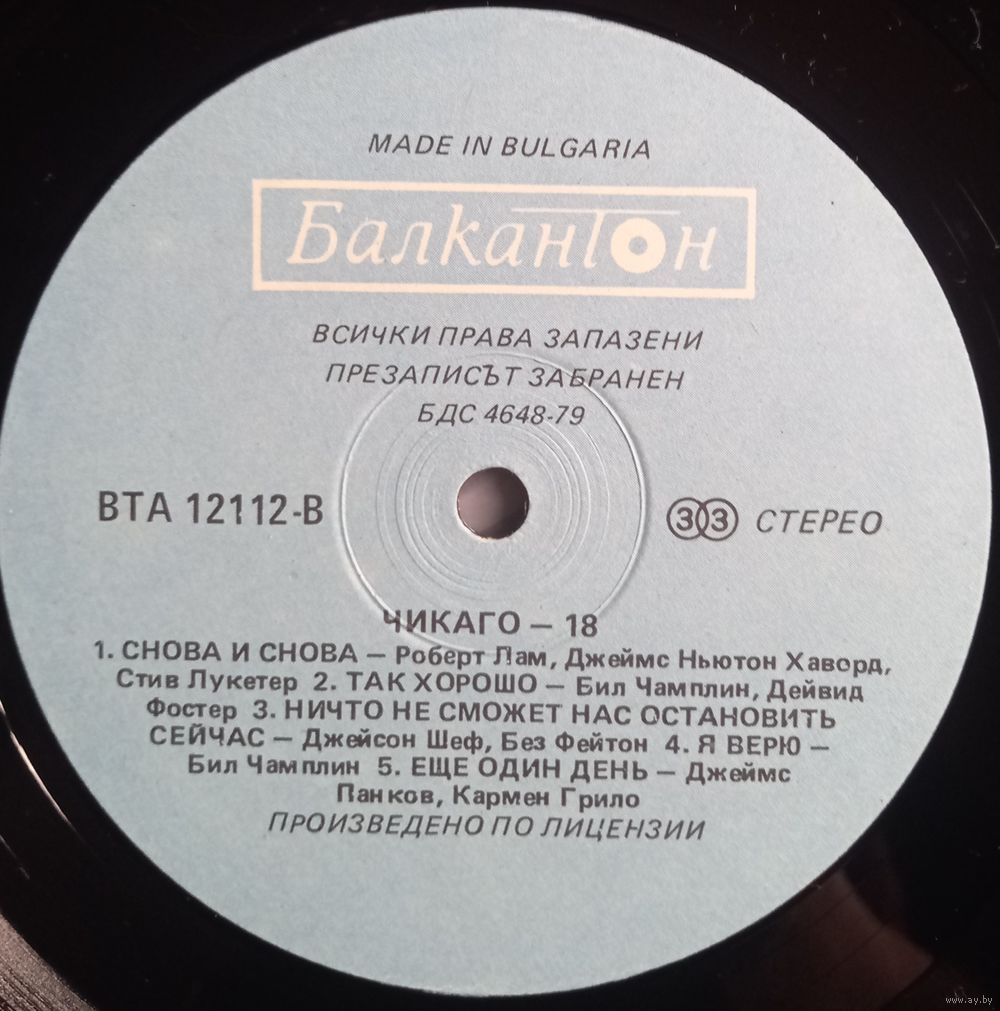 MADE IN BULGARIA
Балкантон
ВСИЧКИ ПРАВА ЗАПАЗЕНИ
ПРЕЗАПИСЪТ ЗАБРАНЕН
БДС 4648-79
ВТА 12112-В
33 СТЕРЕО
ЧИКАГО – 18
1. СНОВА И СНОВА – Роберт Лам, Джеймс Ньютон Хаворд,
Стив Лукетер 2. ТАК ХОРОШО – Бил Чамплин, Дейвид
Фостер 3. НИЧТО НЕ СМОЖЕТ НАС ОСТАНОВИТЬ
СЕЙЧАС – Джейсон Шеф, Без Фейтон 4. Я ВЕРЮ –
Бил Чамплин 5. ЕЩЕ ОДИН ДЕНЬ – Джеймс
Панков, Кармен Грило
ПРОИЗВЕДЕНО ПО ЛИЦЕНЗИИ
www.ay.by